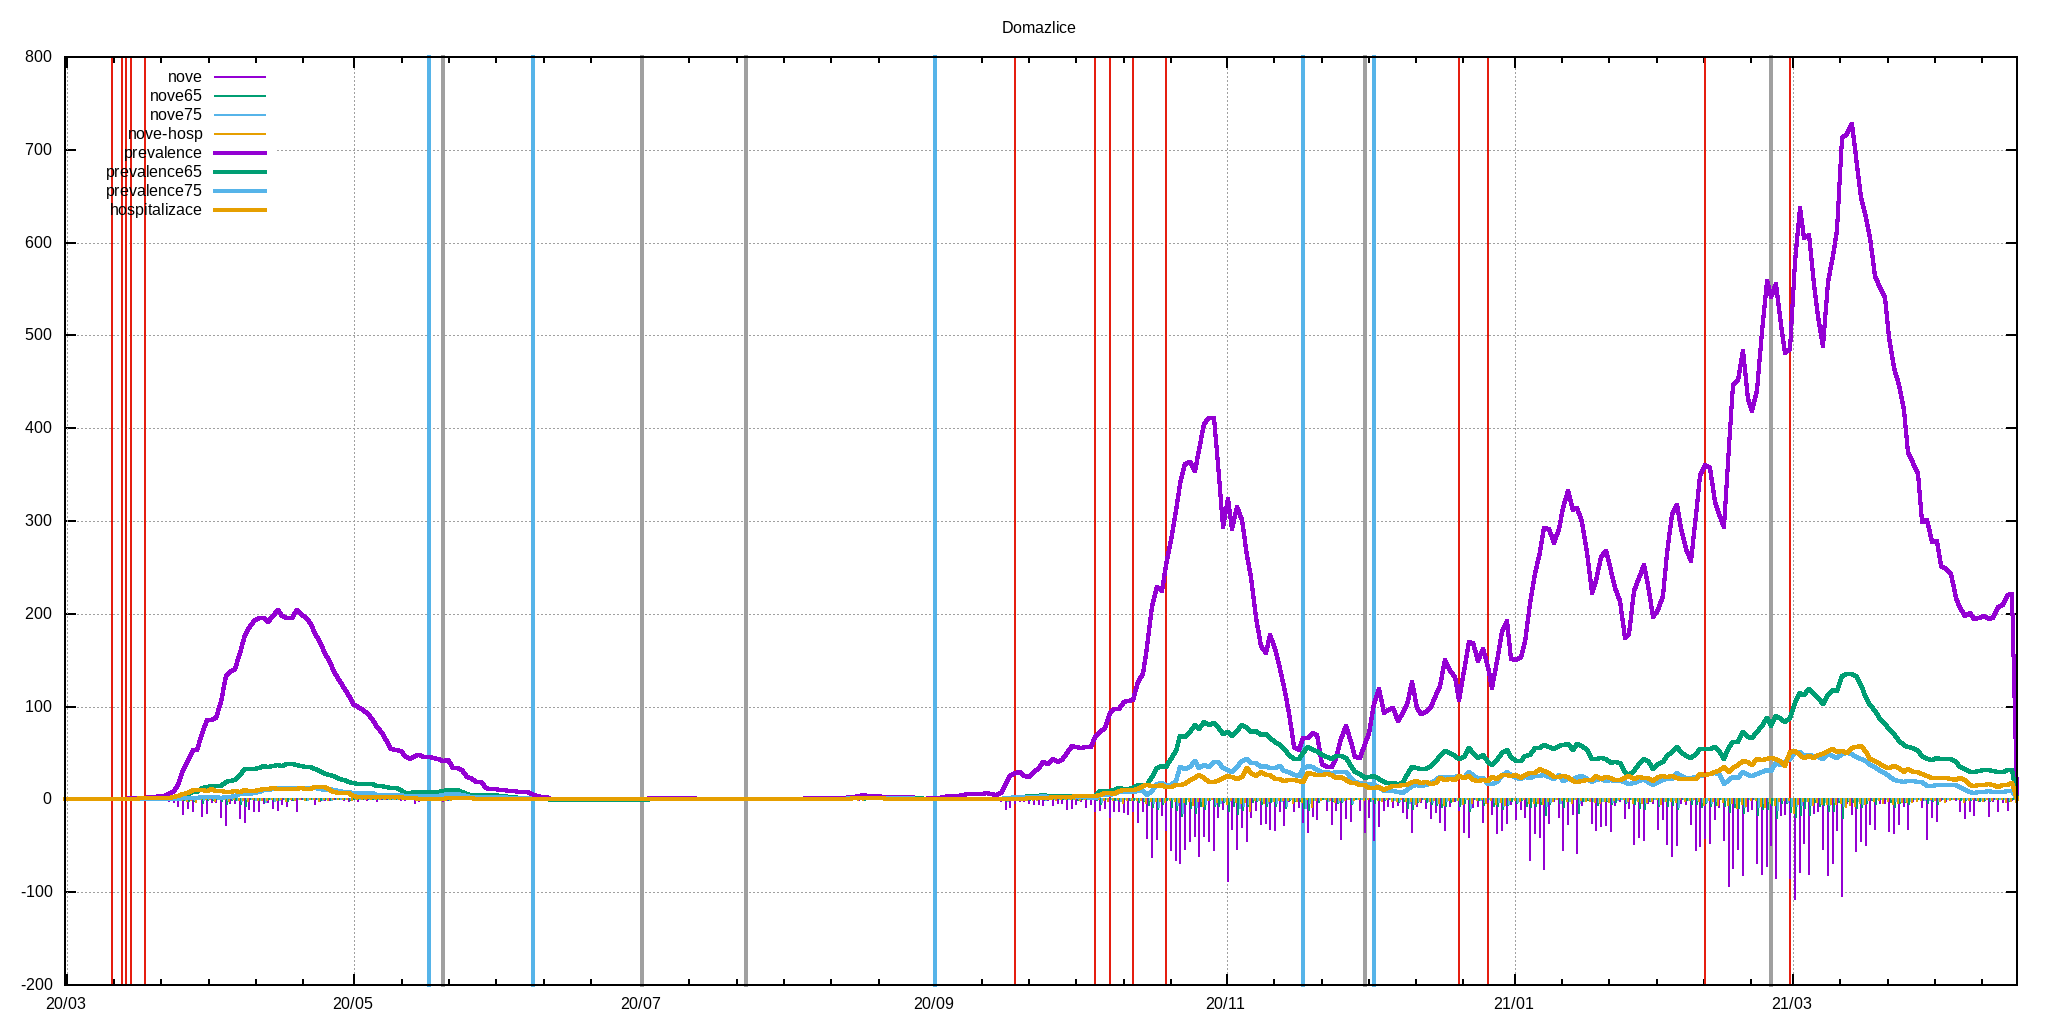 Domazlice
800
700
600
500
400
300
200
100
0
-100
-200
nove
nove65
nove75
nove-hosp
prevalence
prevalence65
prevalence75
hospitalizace
20/03 20/05 20/07 20/09 20/11 21/01 21/03